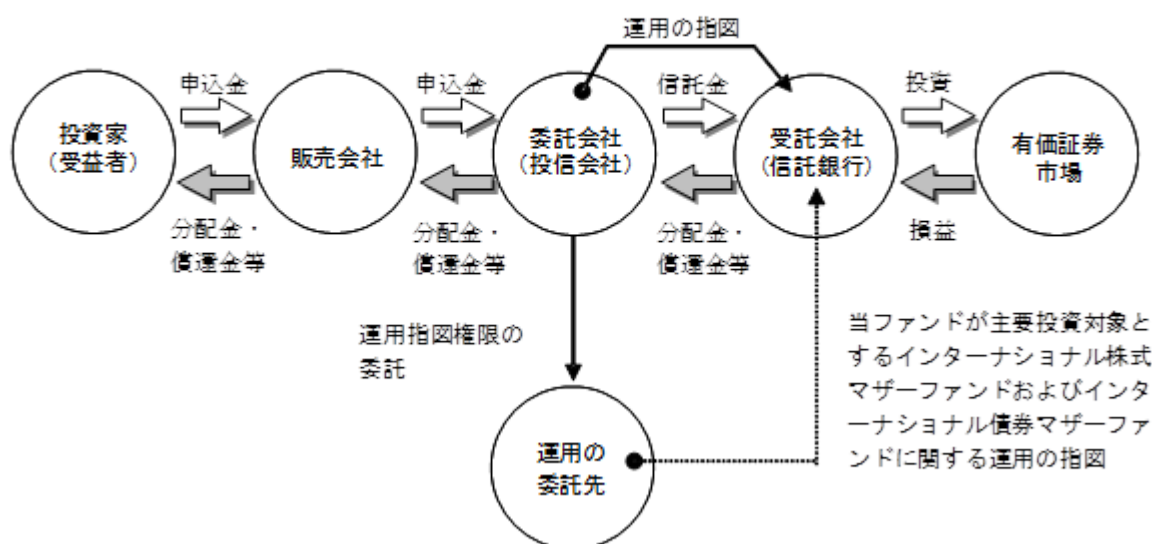 運用の指図
申込金
申込金
信託金
投資
投資家
(受益者)
販売会社
委託会社
(投信会社)
受託会社
(信託銀行)
有価証券
市場
分配金・
償還金等
分配金・
償還金等
分配金・
償還金等
損益
運用指図権限の
委託
当ファンドが主要投資対象と
するインターナショナル株式
マザーファンドおよびインタ
ーナショナル債券マザーファ
ンドに関する運用の指図
運用の
委託先